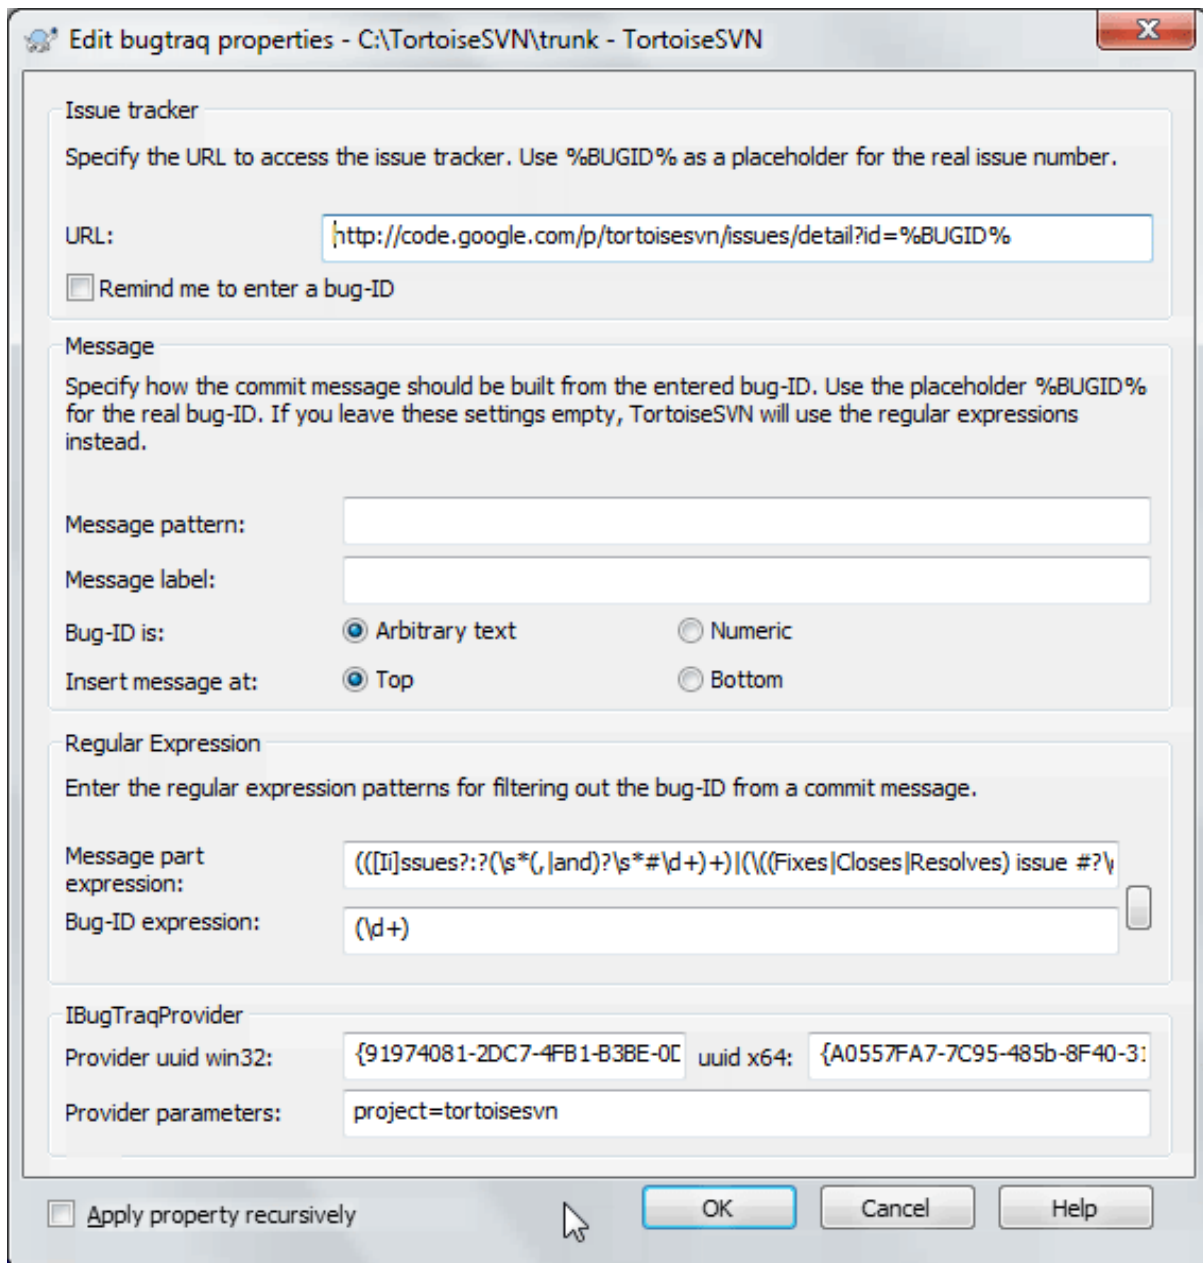 Edit bugtraq properties - C:\TortoiseSVN\trunk - TortoiseSVN
Issue tracker
Specify the URL to access the issue tracker. Use %BUGID% as a placeholder for the real issue number.
URL: http://code.google.com/p/tortoisesvn/issues/detail?id=%BUGID%
Remind me to enter a bug-ID
Message
Specify how the commit message should be built from the entered bug-ID. Use the placeholder %BUGID%
for the real bug-ID. If you leave these settings empty, TortoiseSVN will use the regular expressions
instead.
Message pattern:
Message label:
Bug-ID is: Arbitrary text Numeric
Insert message at: Top Bottom
Regular Expression
Enter the regular expression patterns for filtering out the bug-ID from a commit message.
Message part
expression:
(([Ii]ssues?:?(\s*(,|and)?\s*#\d+)+)|(\((Fixes|Closes|Resolves) issue #?\
Bug-ID expression: (\d+)
IBugTraqProvider
Provider uuid win32: {91974081-2DC7-4FB1-B3BE-0D uuid x64: {A0557FA7-7C95-485b-8F40-31
Provider parameters: project=tortoisesvn
Apply property recursively OK Cancel Help